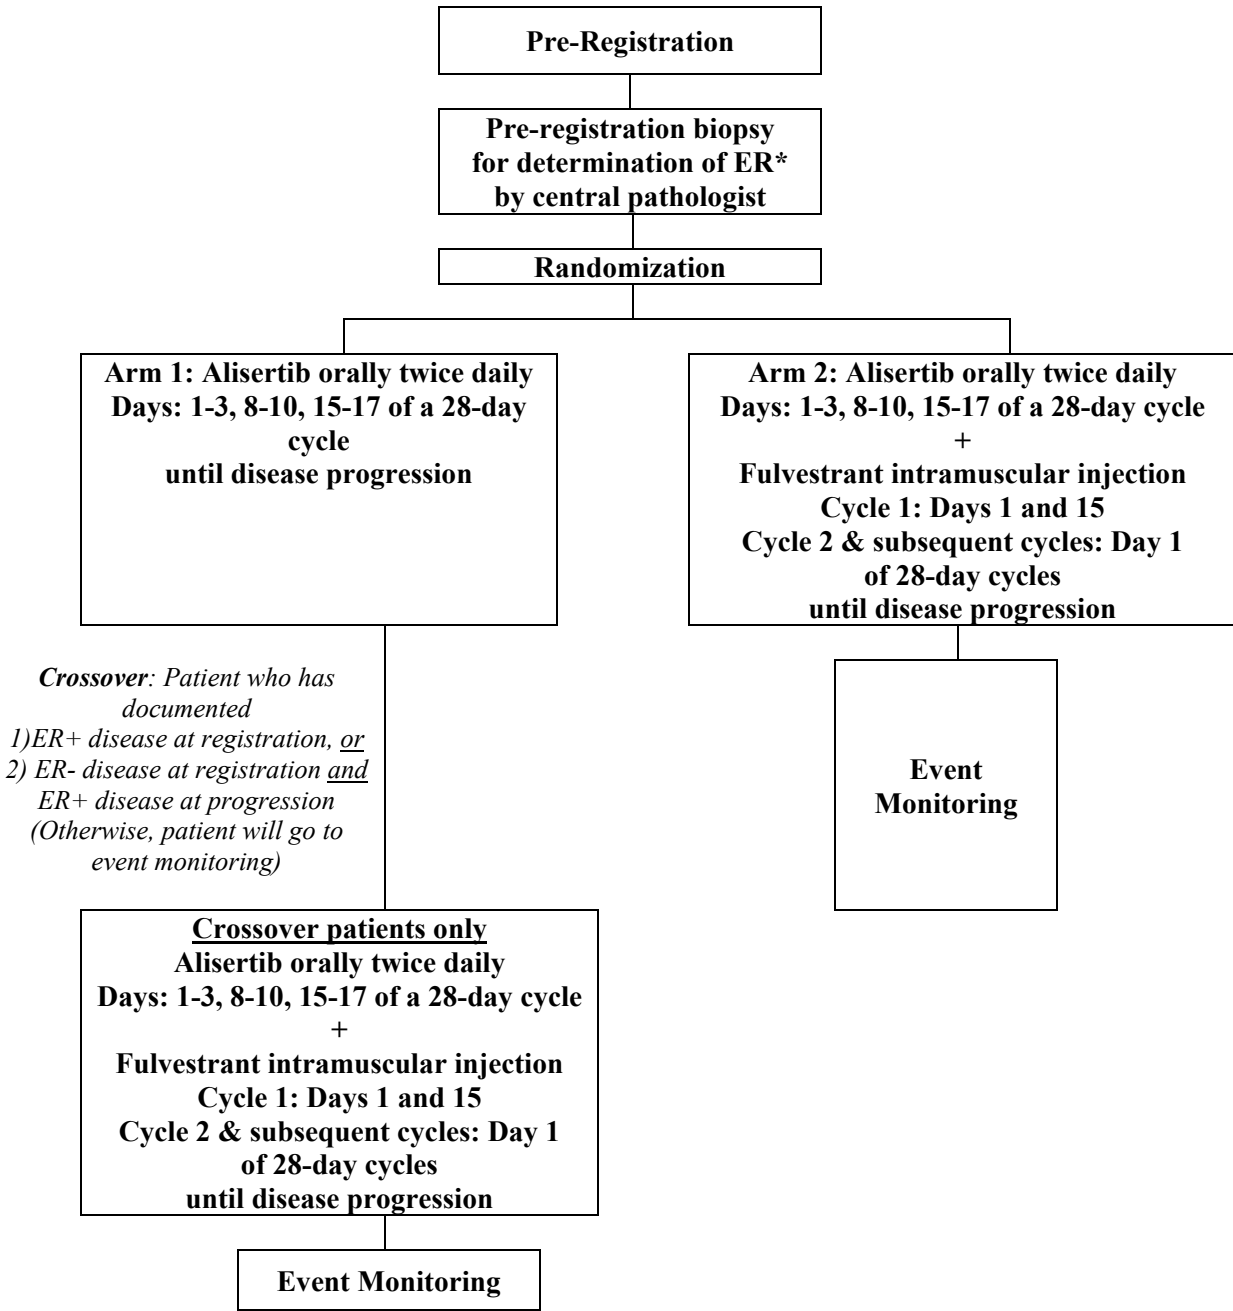 Pre-Registration
Pre-registration biopsy
for determination of ER*
by central pathologist
Randomization
Arm 1: Alisertib orally twice daily
Days: 1-3, 8-10, 15-17 of a 28-day
cycle
until disease progression
Arm 2: Alisertib orally twice daily
Days: 1-3, 8-10, 15-17 of a 28-day cycle
+
Fulvestrant intramuscular injection
Cycle 1: Days 1 and 15
Cycle 2 & subsequent cycles: Day 1
of 28-day cycles
until disease progression
Crossover: Patient who has
documented
1)ER+ disease at registration, or
2) ER- disease at registration and
ER+ disease at progression
(Otherwise, patient will go to
event monitoring)
Event
Monitoring
Crossover patients only
Alisertib orally twice daily
Days: 1-3, 8-10, 15-17 of a 28-day cycle
+
Fulvestrant intramuscular injection
Cycle 1: Days 1 and 15
Cycle 2 & subsequent cycles: Day 1
of 28-day cycles
until disease progression
Event Monitoring